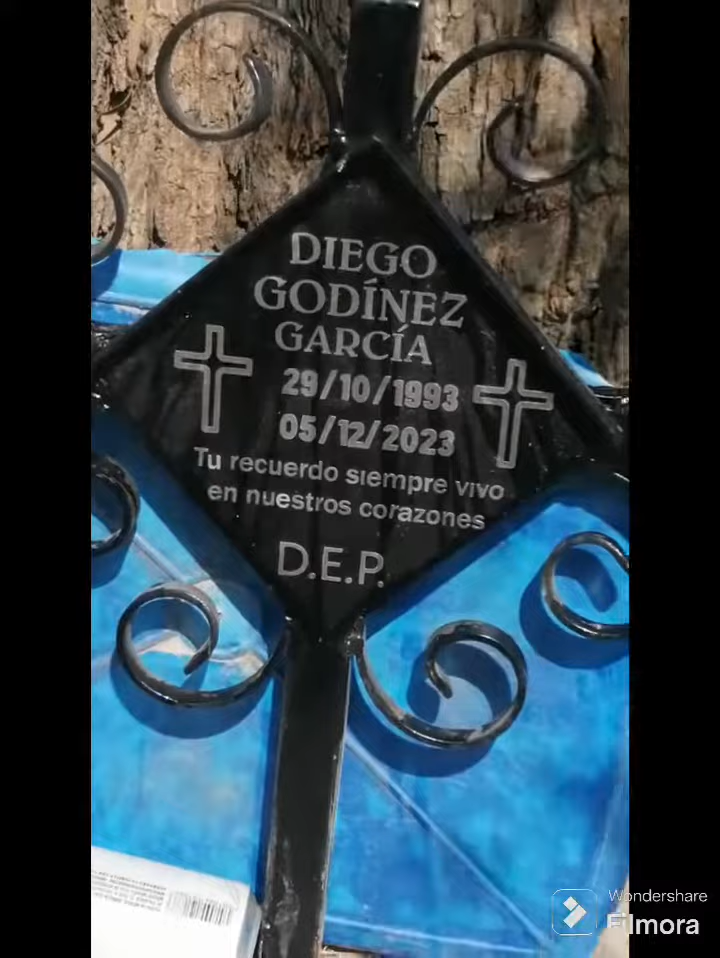 DIEGO
GODÍNEZ
GARCÍA
29/10/1993
05/12/2023
Tu recuerdo siempre vivo
en nuestros corazones
D.E.P.
Wondershare
Filmora